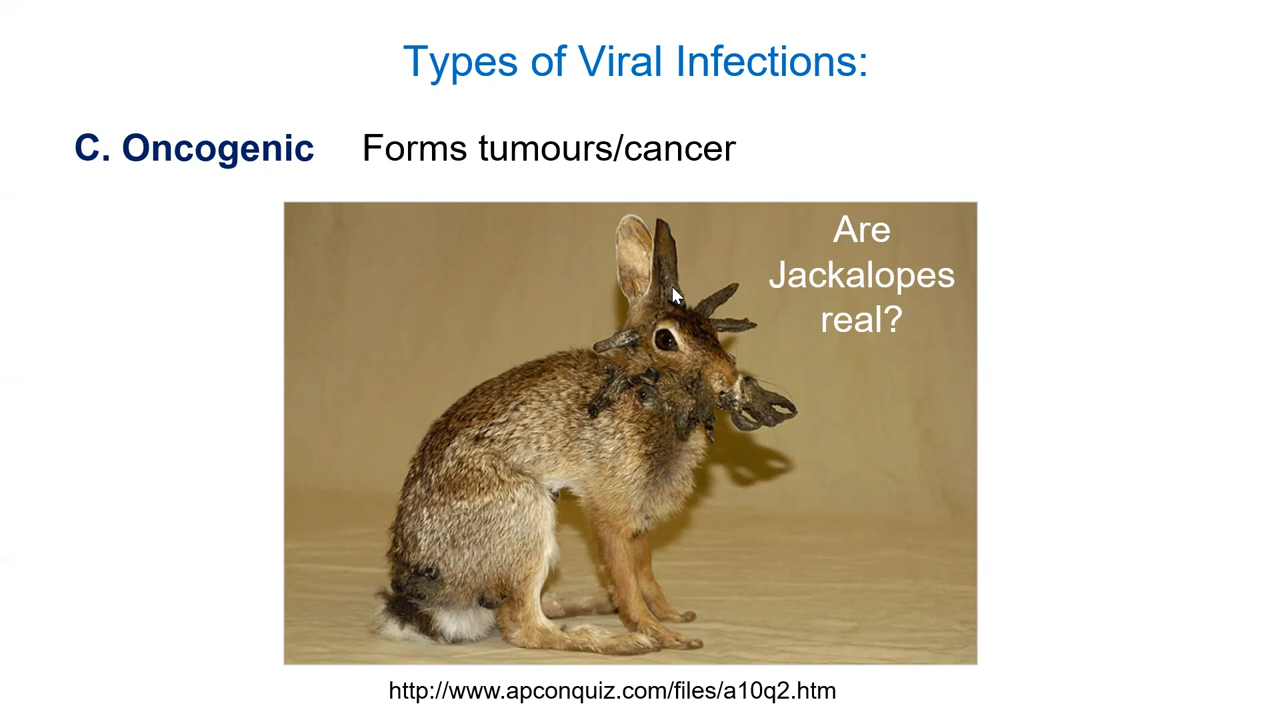 Types of Viral Infections:
C. Oncogenic Forms tumours/cancer
Are
Jackalopes
real?
http://www.apconquiz.com/files/a10q2.htm